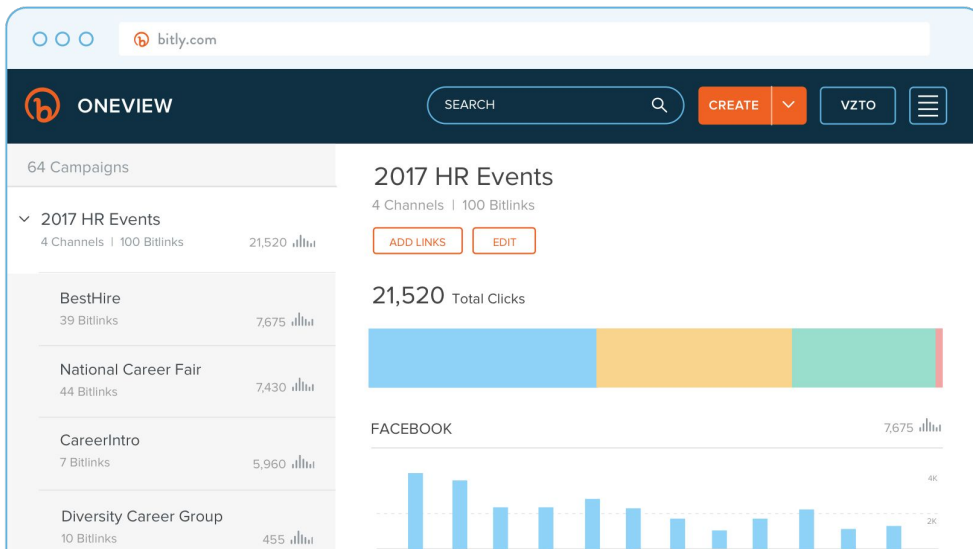 bitly.com
ONEVIEW
SEARCH
CREATE
VZTO
64 Campaigns
2017 HR Events
4 Channels | 100 Bitlinks
21,520
BestHire
39 Bitlinks
7,675
National Career Fair
44 Bitlinks
7,430
CareerIntro
7 Bitlinks
5,960
Diversity Career Group
10 Bitlinks
455
2017 HR Events
4 Channels | 100 Bitlinks
ADD LINKS
EDIT
21,520 Total Clicks
FACEBOOK
7,675
4K
2K